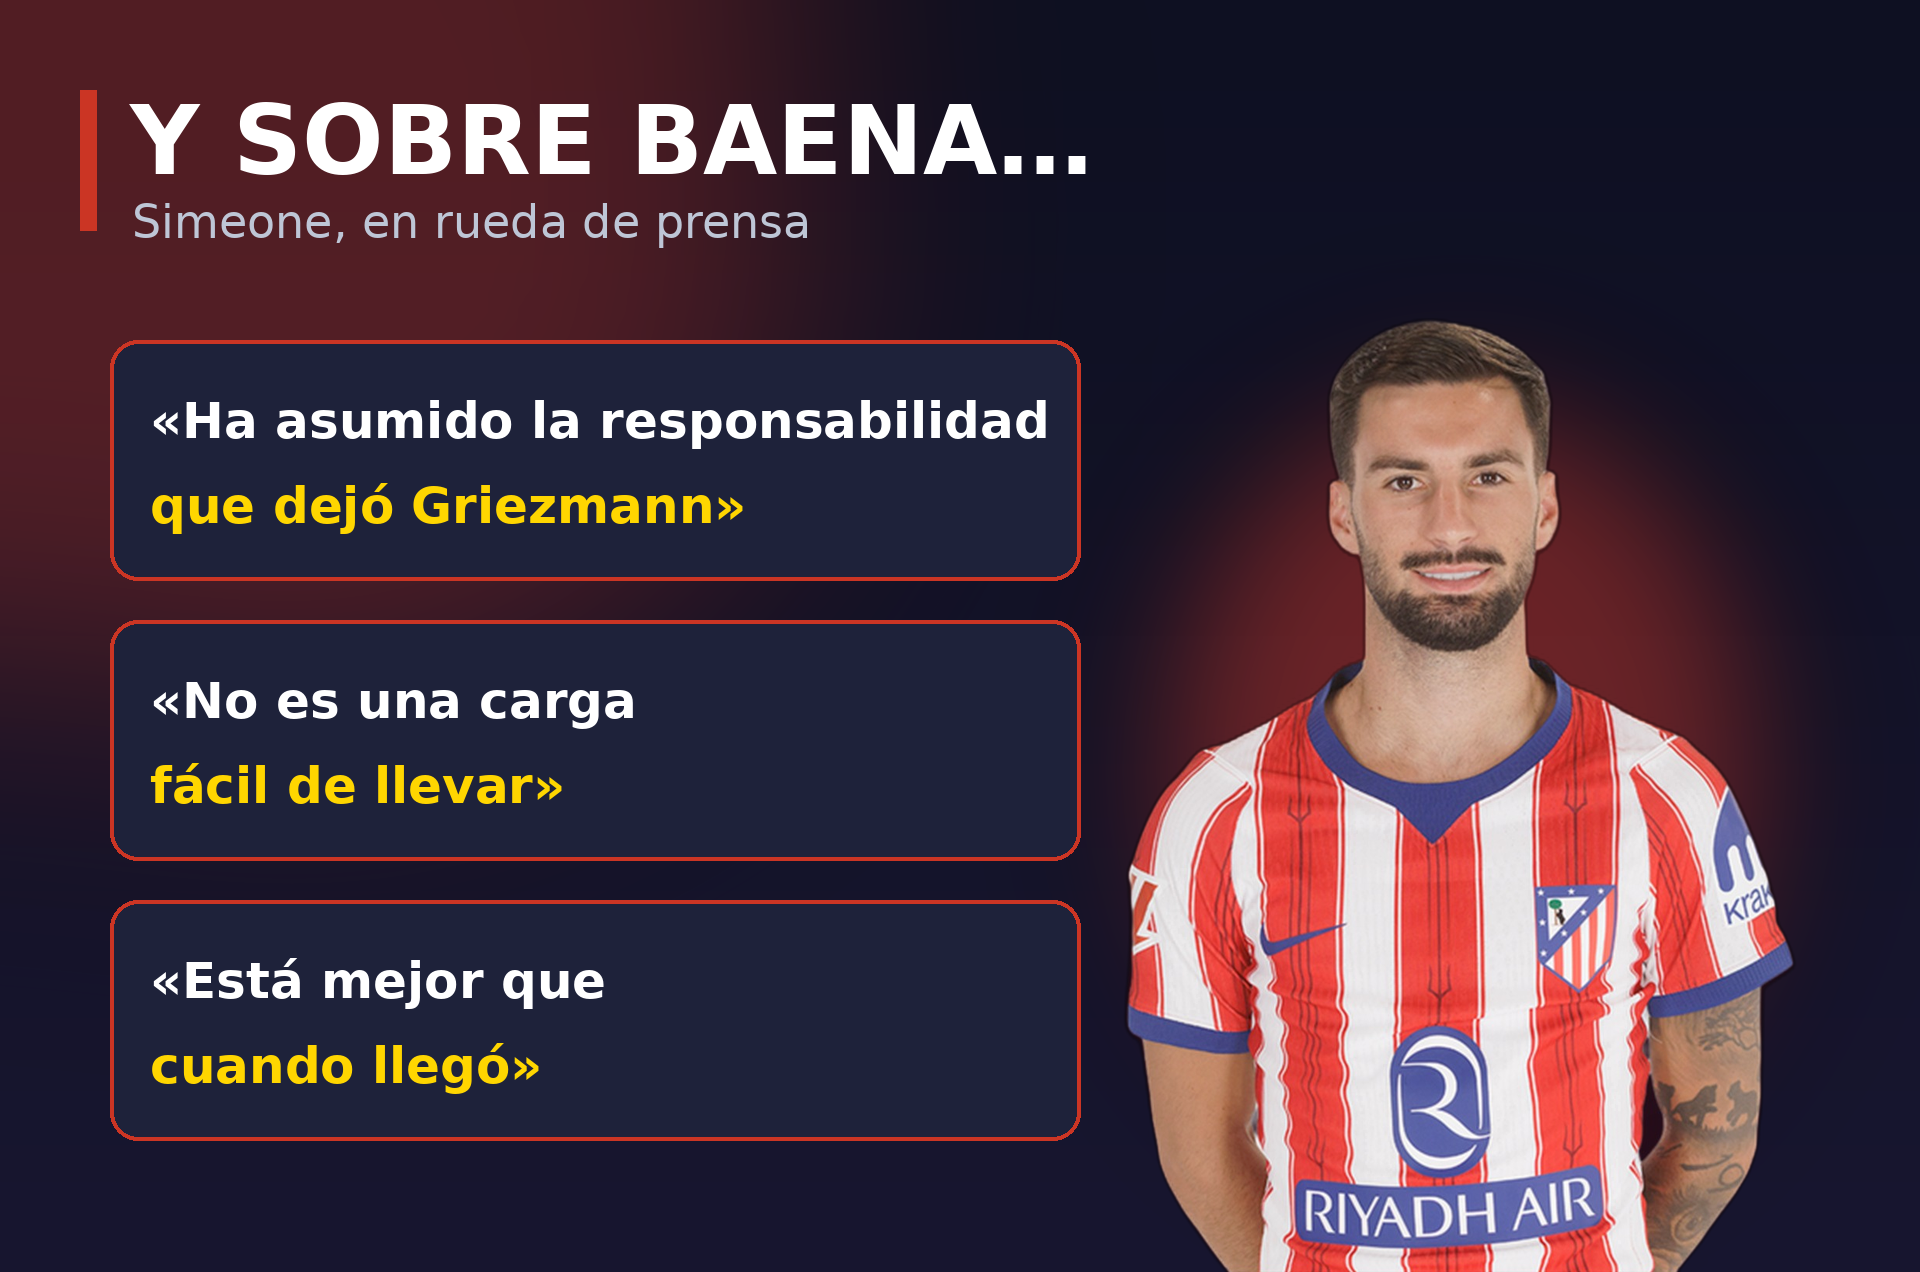 Y SOBRE BAENA...
Simeone, en rueda de prensa
«Ha asumido la responsabilidad
que dejó Griezmann»
«No es una carga
fácil de llevar»
«Está mejor que
cuando llegó»
RIYADH AIR